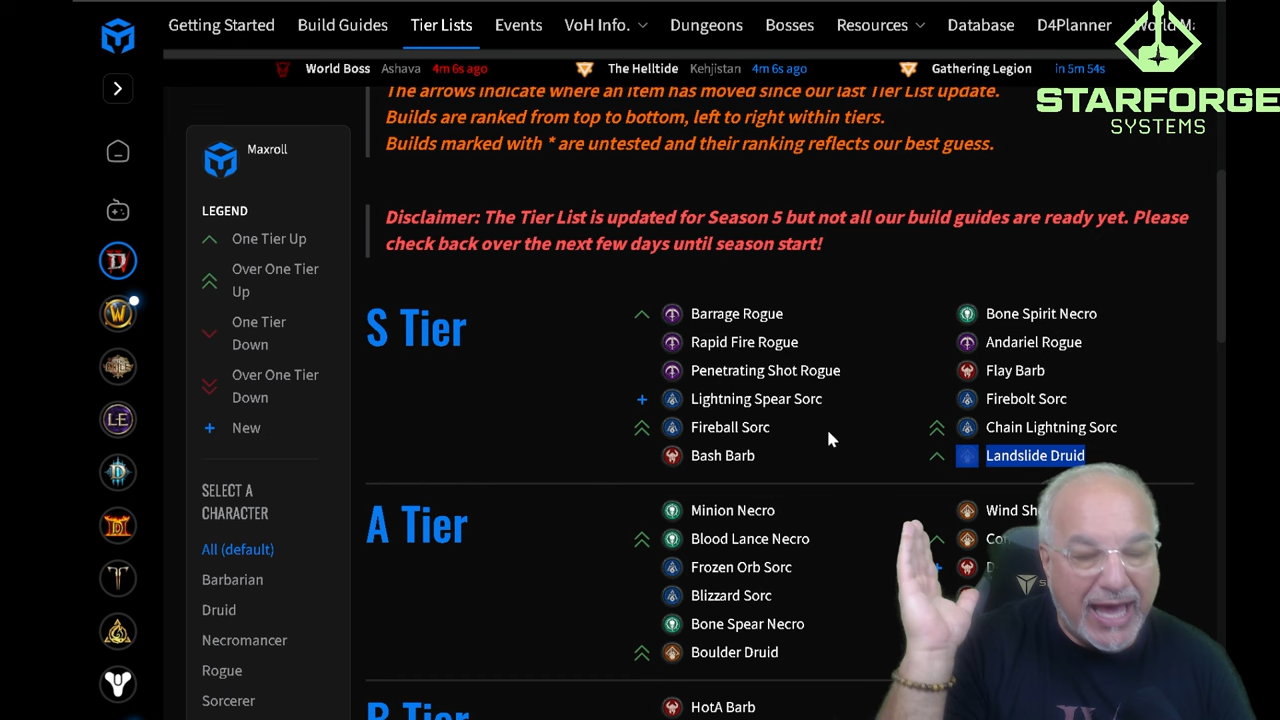 Getting Started Build Guides Tier Lists Events VoH Info. Dungeons Bosses Resources Database D4Planner
World Boss Ashava 4m 6s ago The Helltide Kehjistan 4m 6s ago Gathering Legion in 5m 54s
STARFORGE
SYSTEMS
The arrows indicate where an item has moved since our last Tier List update.
Builds are ranked from top to bottom, left to right within tiers.
Builds marked with * are untested and their ranking reflects our best guess.
Disclaimer: The Tier List is updated for Season 5 but not all our build guides are ready yet. Please
check back over the next few days until season start!
Maxroll
LEGEND
One Tier Up
Over One Tier
Up
One Tier
Down
Over One Tier
Down
New
SELECT A
CHARACTER
All (default)
Barbarian
Druid
Necromancer
Rogue
Sorcerer
S Tier
Barrage Rogue
Rapid Fire Rogue
Penetrating Shot Rogue
Lightning Spear Sorc
Fireball Sorc
Bash Barb
Bone Spirit Necro
Andariel Rogue
Flay Barb
Firebolt Sorc
Chain Lightning Sorc
Landslide Druid
A Tier
Minion Necro
Blood Lance Necro
Frozen Orb Sorc
Blizzard Sorc
Bone Spear Necro
Boulder Druid
Wind
B Tier
HotA Barb